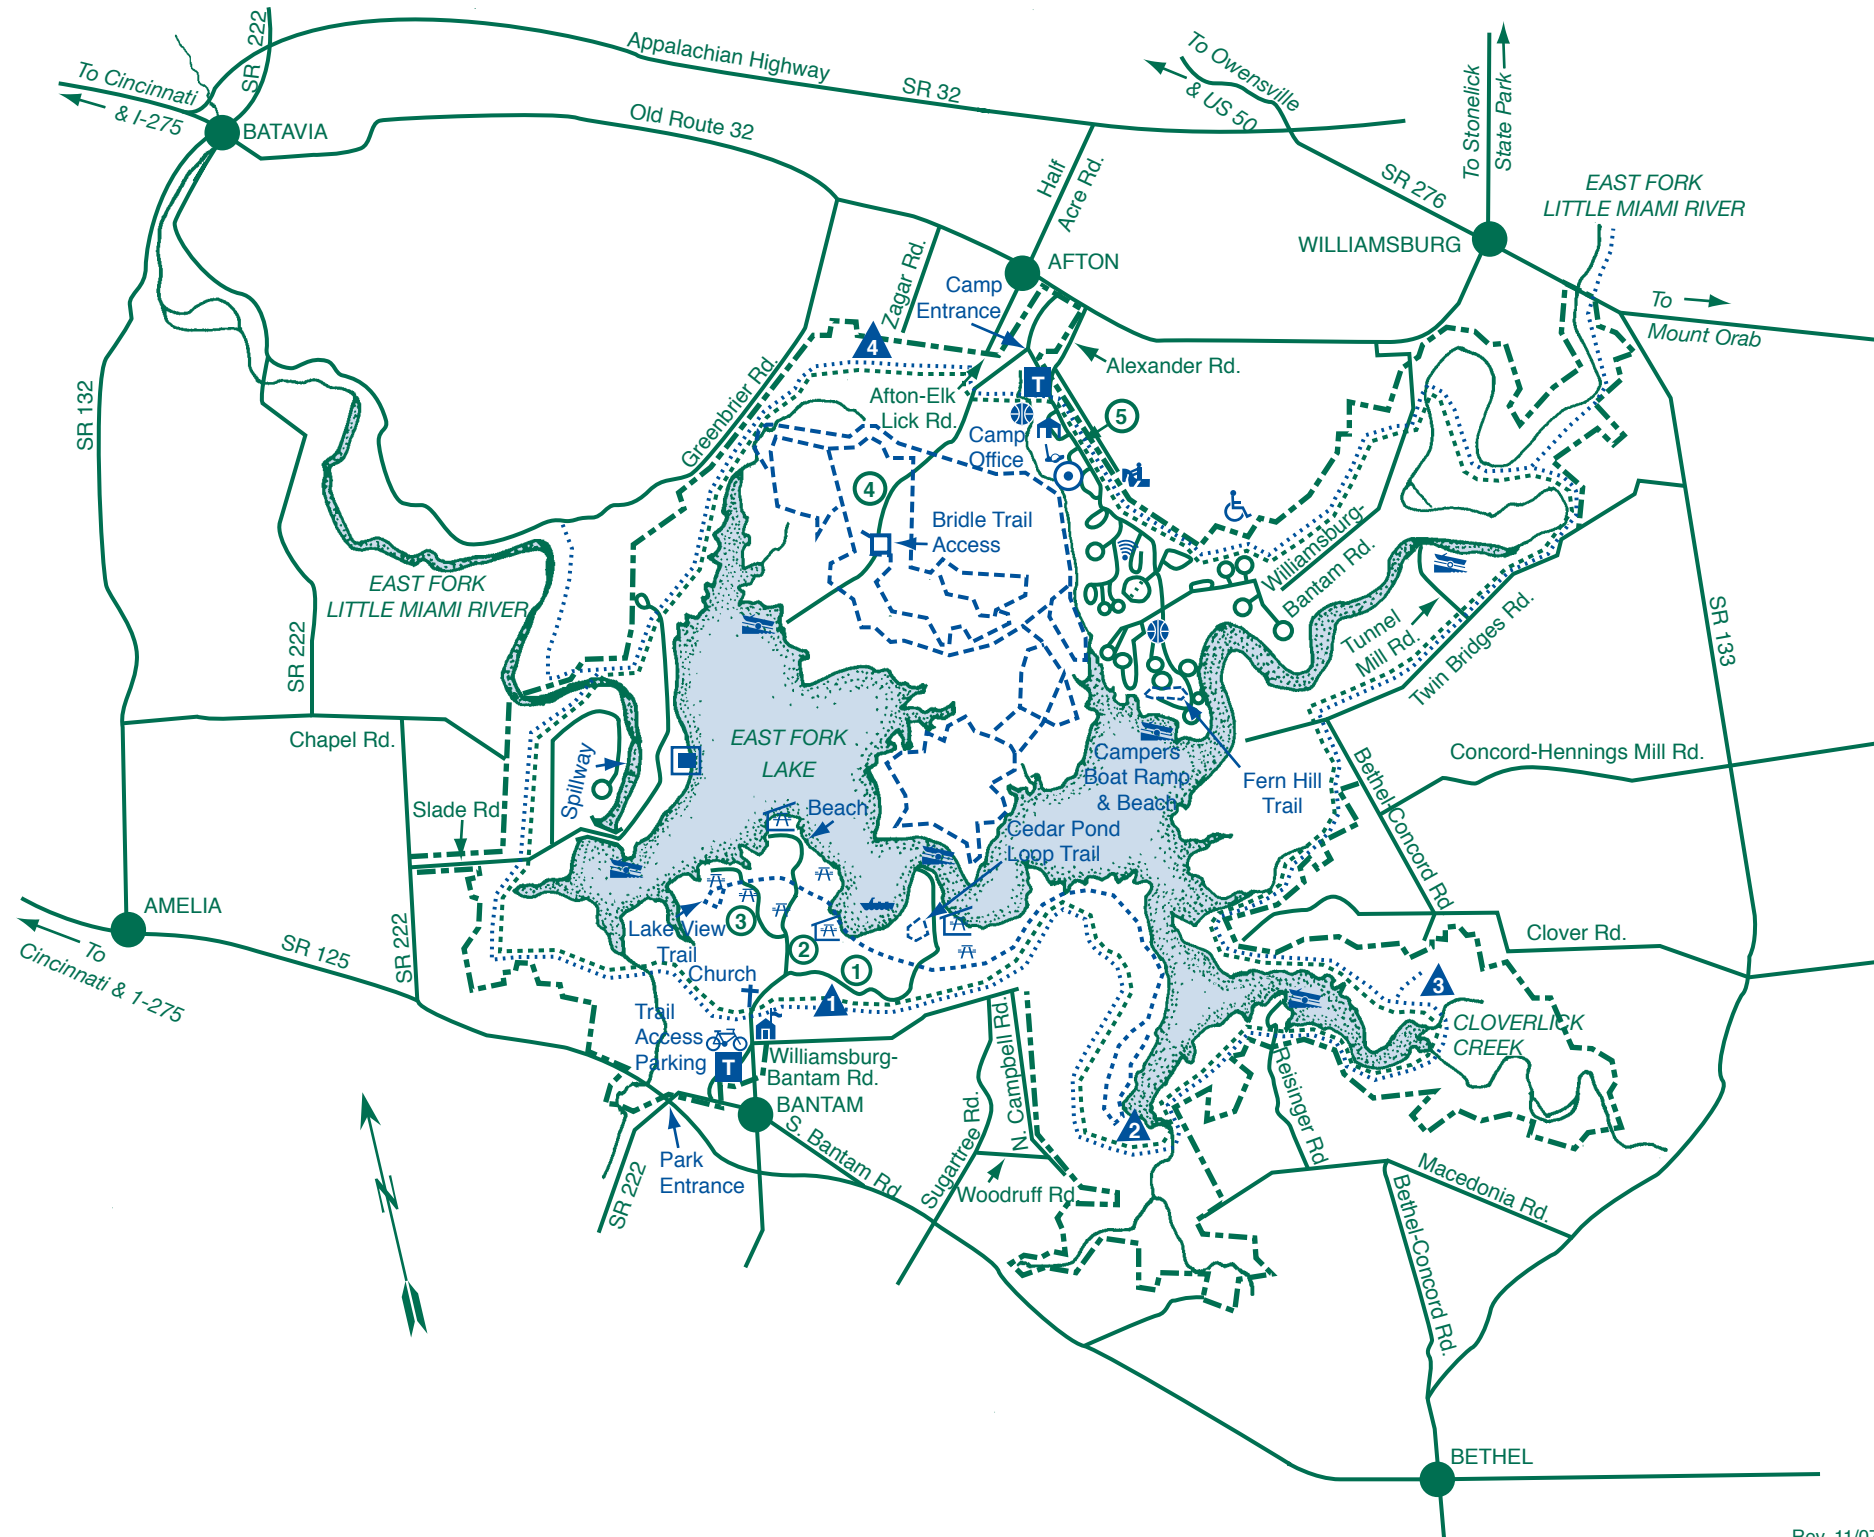 SR 222
To Cincinnati
& I-275
BATAVIA
Appalachian Highway
SR 32
Old Route 32
To Owensville
& US 50
To Stonelick
State Park
SR 276
EAST FORK
LITTLE MIAMI RIVER
WILLIAMSBURG
Half
Acre Rd.
AFTON
Zagar Rd.
Camp
Entrance
To
Mount Orab
4
Alexander Rd.
T
Afton-Elk
Lick Rd.
5
Camp
Office
SR 132
Greenbrier Rd.
4
Bridle Trail
Access
Williamsburg-
Bantam Rd.
EAST FORK
LITTLE MIAMI RIVER
SR 222
Tunnel
Mill Rd.
Twin Bridges Rd.
SR 133
Chapel Rd.
Spillway
EAST FORK
LAKE
Campers
Boat Ramp
& Beach
Fern Hill
Trail
Bethel-Concord Rd
Concord-Hennings Mill Rd.
Slade Rd
Beach
Cedar Pond
Loop Trail
AMELIA
To
Cincinnati & 1-275
SR 125
SR 222
Lake View
Trail
3
2
1
Church
1
Clover Rd.
3
CLOVERLICK
CREEK
Trail
Access
Parking
T
Williamsburg-
Bantam Rd.
BANTAM
S. Bantam Rd
Sugartree Rd.
N. Campbell Rd.
2
Reisinger Rd
Park
Entrance
SR 222
Woodruff Rd
Macedonia Rd.
Bethel-Concord Rd.
BETHEL
Rev. 11/07